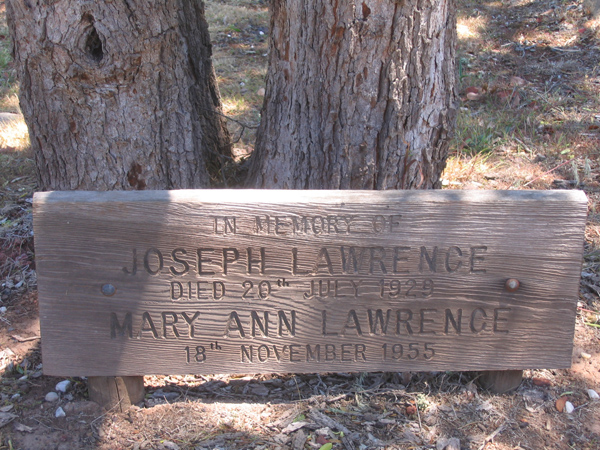 IN MEMORY OF
JOSEPH LAWRENCE
DIED 20th JULY 1929
MARY ANN LAWRENCE
18th NOVEMBER 1955